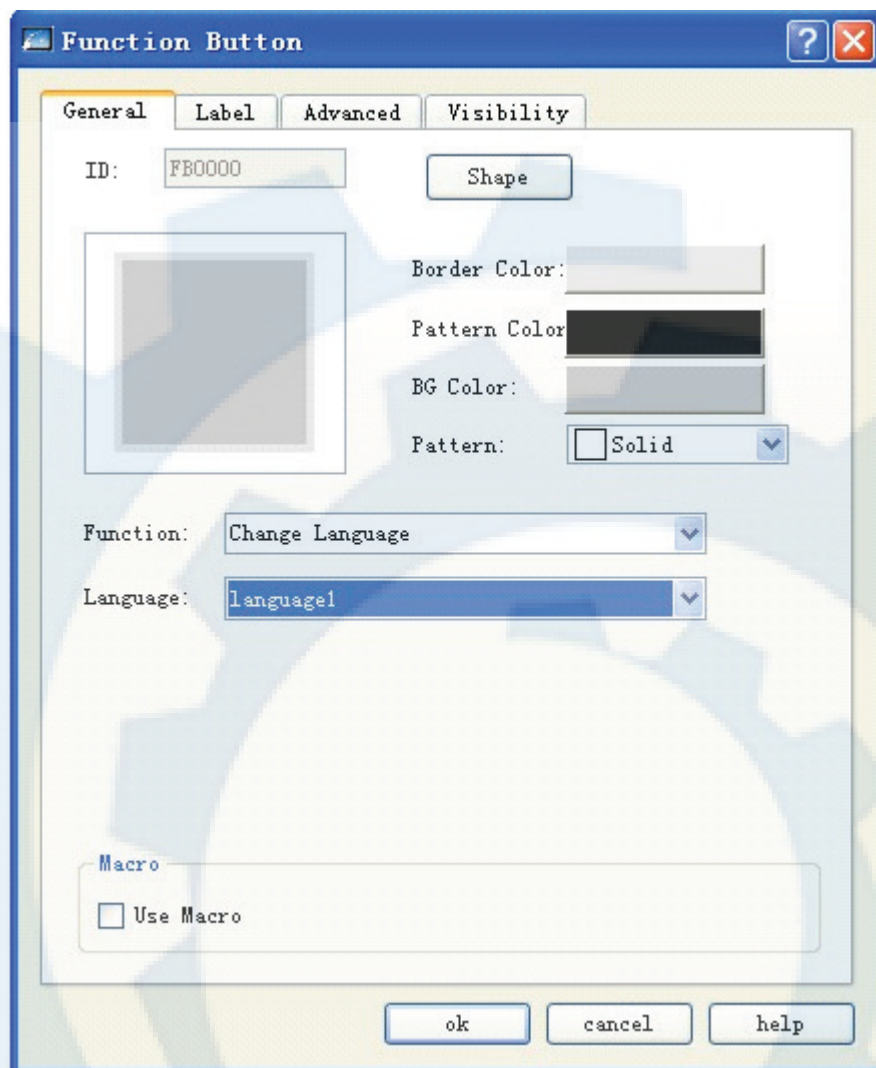 Function Button
General Label Advanced Visibility
ID: FB0000 Shape
Border Color:
Pattern Color
BG Color:
Pattern: Solid
Function: Change Language
Language: language1
Macro
Use Macro
ok cancel help